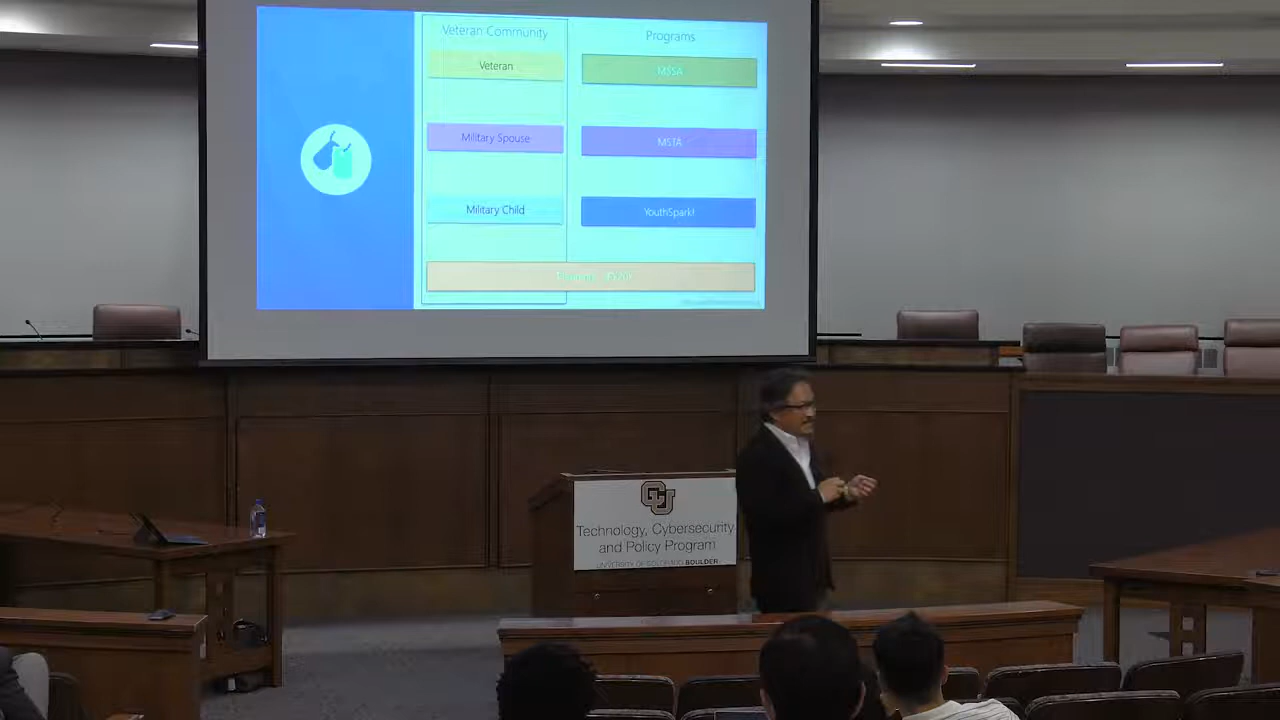 Veteran Community
Programs
Veteran
MSSA
Military Spouse
MSTA
Military Child
YouthSpark!
CU
Technology, Cybersecurity
and Policy Program
UNIVERSITY OF COLORADO BOULDER